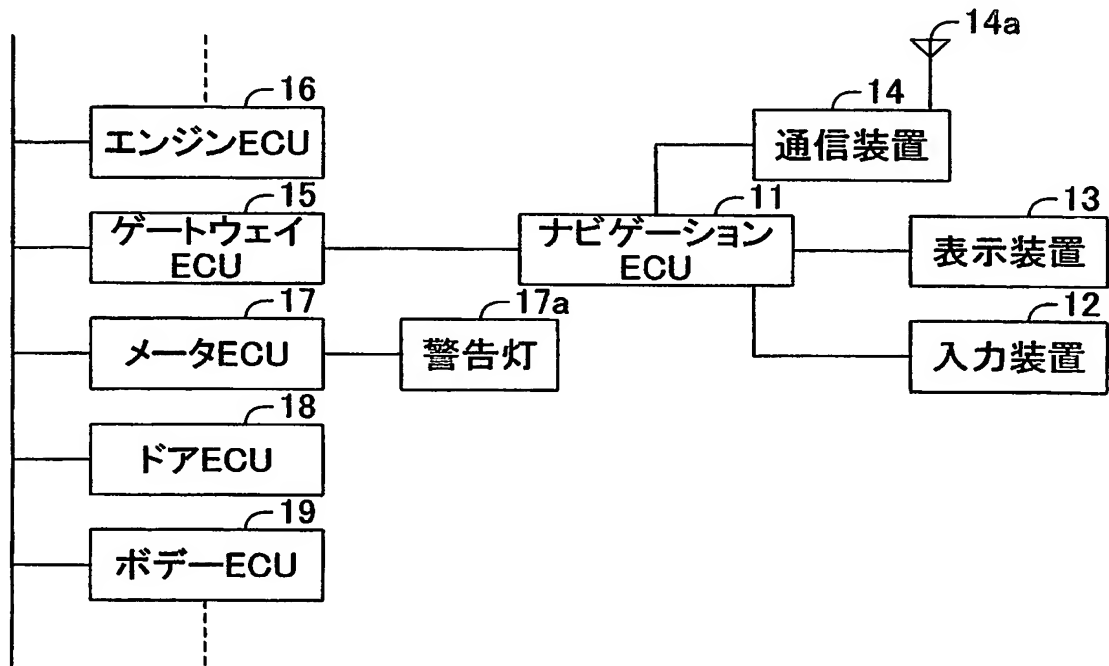 14a
16
エンジンECU
14
通信装置
15
ゲートウェイ
ECU
11
ナビゲーション
ECU
13
表示装置
17
メータECU
17a
警告灯
12
入力装置
18
ドアECU
19
ボデーECU